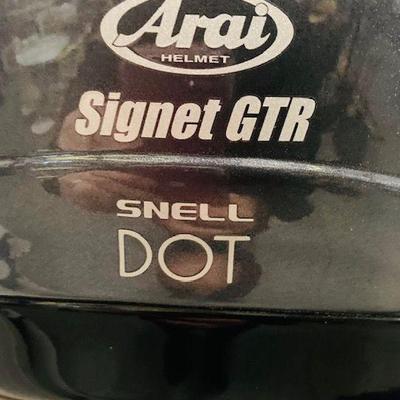 Arai
HELMET
Signet GTR
SNELL
DOT